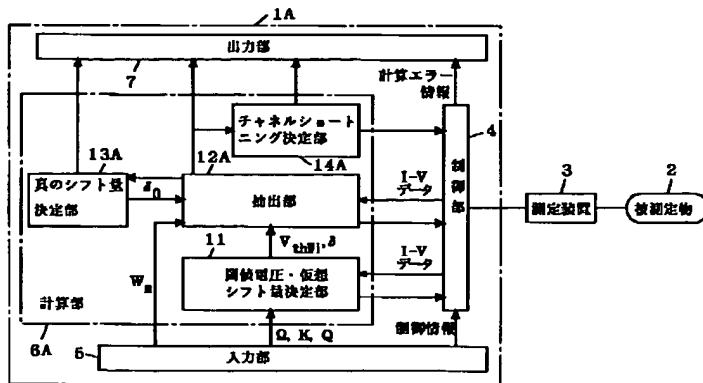 1A
出力部
7
計算エラー
情報
チャネルショート
ニング決定部
4
13A
12A
14A
真のシフト量
決定部
δ0
抽出部
I-V
データ
制御部
3
2
測定装置
被測定物
11
VthWi,δ
I-V
データ
Wm
閾値電圧・仮想
シフト量決定部
計算部
6A
Ω, K, Q
制御情報
5
入力部